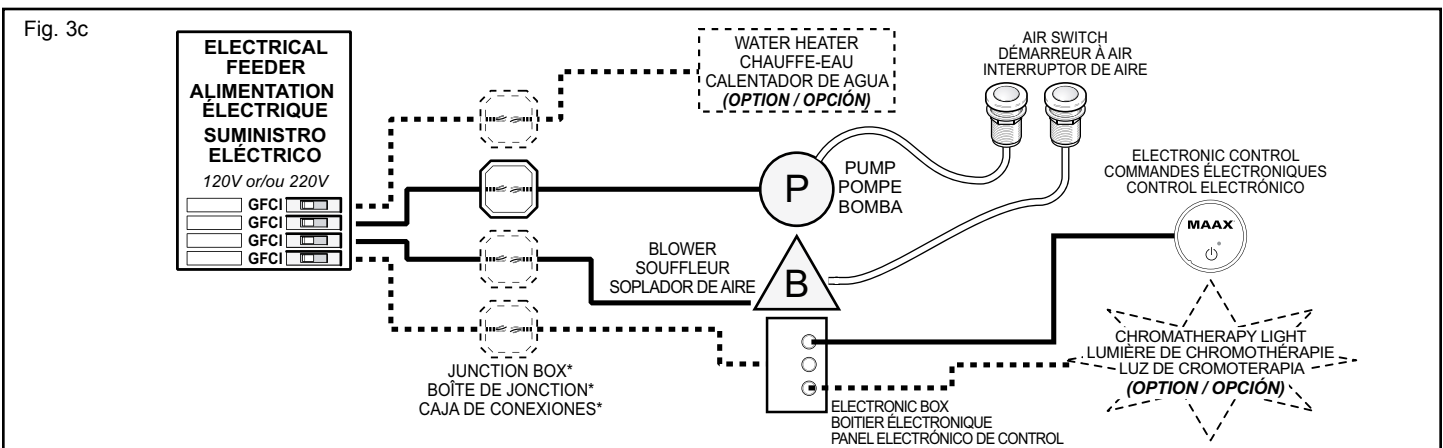 Fig. 3c
ELECTRICAL
FEEDER
ALIMENTATION
ÉLECTRIQUE
SUMINISTRO
ELÉCTRICO
120V or/ou 220V
GFCI
GFCI
GFCI
GFCI
WATER HEATER
CHAUFFE-EAU
CALENTADOR DE AGUA
(OPTION / OPCIÓN)
AIR SWITCH
DÉMARREUR À AIR
INTERRUPTOR DE AIRE
P
PUMP
POMPE
BOMBA
ELECTRONIC CONTROL
COMMANDES ÉLECTRONIQUES
CONTROL ELECTRÓNICO
MAAX
BLOWER
SOUFFLEUR
SOPLADOR DE AIRE
B
JUNCTION BOX*
BOÎTE DE JONCTION*
CAJA DE CONEXIONES*
CHROMATHERAPY LIGHT
LUMIÈRE DE CHROMOTHÉRAPIE
LUZ DE CROMOTERAPIA
(OPTION / OPCIÓN)
ELECTRONIC BOX
BOITIER ÉLECTRONIQUE
PANEL ELECTRÓNICO DE CONTROL